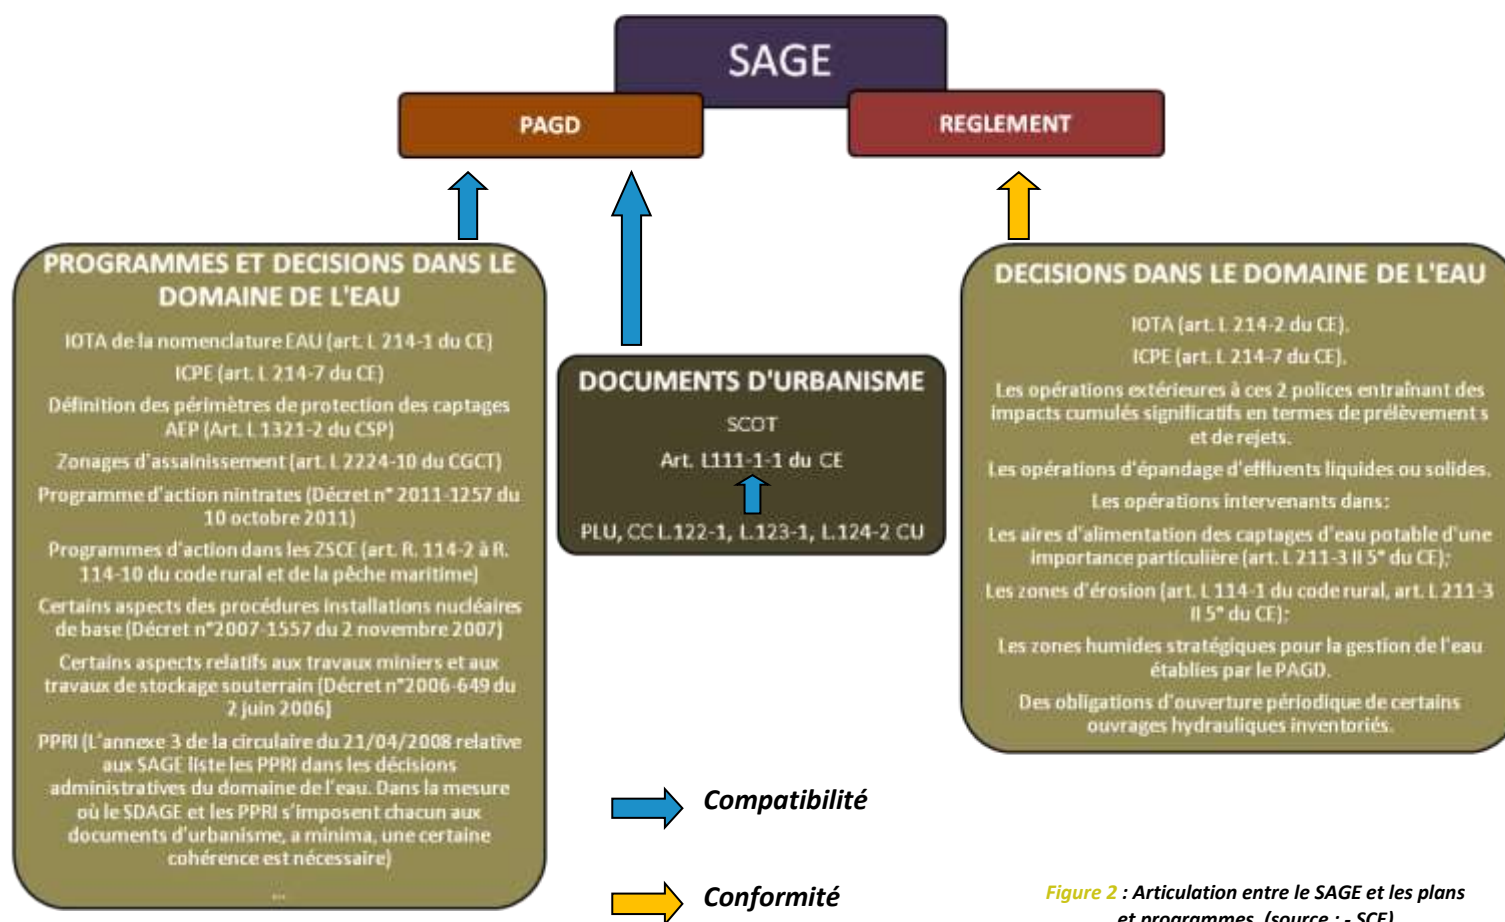 SAGE
PAGD
REGLEMENT
PROGRAMMES ET DECISIONS DANS LE
DOMAINE DE L'EAU
IOTA de la nomenclature EAU (art. L 214-1 du CE)
ICPE (art. L 214-7 du CE)
Définition des périmètres de protection des captages
AEP (Art. L 1321-2 du CSP)
Zonages d'assainissement (art. L 2224-10 du CGCT)
Programme d'action nintrates (Décret n° 2011-1257 du
10 octobre 2011)
Programmes d'action dans les ZSCE (art. R. 114-2 à R.
114-10 du code rural et de la pêche maritime)
Certains aspects des procédures installations nucléaires
de base (Décret n°2007-1557 du 2 novembre 2007)
Certains aspects relatifs aux travaux miniers et aux
travaux de stockage souterrain (Décret n°2006-649 du
2 juin 2006)
PPRI (L'annexe 3 de la circulaire du 21/04/2008 relative
aux SAGE liste les PPRI dans les décisions
administratives du domaine de l'eau. Dans la mesure
où le SDAGE et les PPRI s'imposent chacun aux
documents d'urbanisme, a minima, une certaine
cohérence est nécessaire)
...
DOCUMENTS D'URBANISME
SCOT
Art. L111-1-1 du CE
PLU, CC L.122-1, L.123-1, L.124-2 CU
DECISIONS DANS LE DOMAINE DE L'EAU
IOTA (art. L 214-2 du CE).
ICPE (art. L 214-7 du CE).
Les opérations extérieures à ces 2 polices entraînant des
impacts cumulés significatifs en termes de prélèvement s
et de rejets.
Les opérations d'épandage d'effluents liquides ou solides.
Les opérations intervenants dans:
Les aires d'alimentation des captages d'eau potable d'une
importance particulière (art. L 211-3 II 5° du CE);
Les zones d'érosion (art. L 114-1 du code rural, art. L 211-3
II 5° du CE);
Les zones humides stratégiques pour la gestion de l'eau
établies par le PAGD.
Des obligations d'ouverture périodique de certains
ouvrages hydrauliques inventoriés.
Compatibilité
Conformité
Figure 2 : Articulation entre le SAGE et les plans
et programmes (source : - SCE)